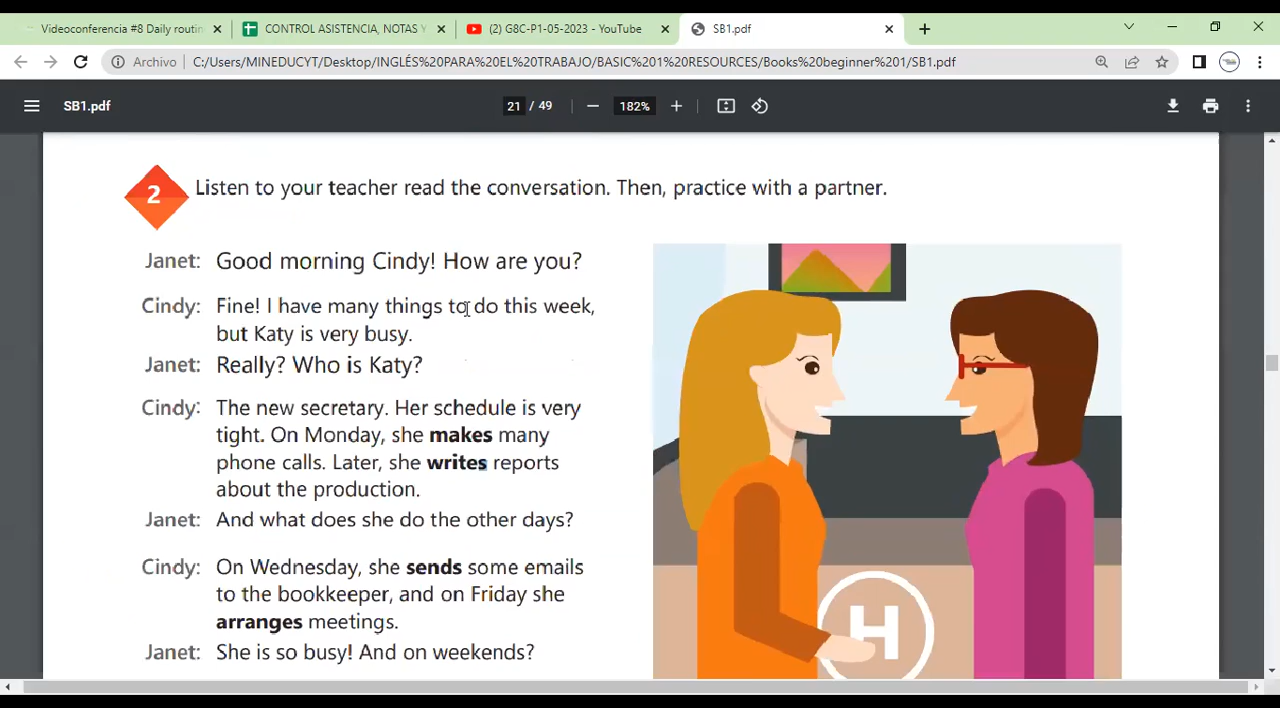 Videoconferencia #8 Daily routin
CONTROL ASISTENCIA, NOTAS Y
(2) G8C-P1-05-2023 - YouTube
SB1.pdf
Archivo
C:/Users/MINEDUCYT/Desktop/INGLÉS%20PARA%20EL%20TRABAJO/BASIC%201%20RESOURCES/Books%20beginner%201/SB1.pdf
SB1.pdf
21 / 49
182%
2
Listen to your teacher read the conversation. Then, practice with a partner.
Janet: Good morning Cindy! How are you?
Cindy: Fine! I have many things to do this week,
but Katy is very busy.
Janet: Really? Who is Katy?
Cindy: The new secretary. Her schedule is very
tight. On Monday, she makes many
phone calls. Later, she writes reports
about the production.
Janet: And what does she do the other days?
Cindy: On Wednesday, she sends some emails
to the bookkeeper, and on Friday she
arranges meetings.
Janet: She is so busy! And on weekends?
H